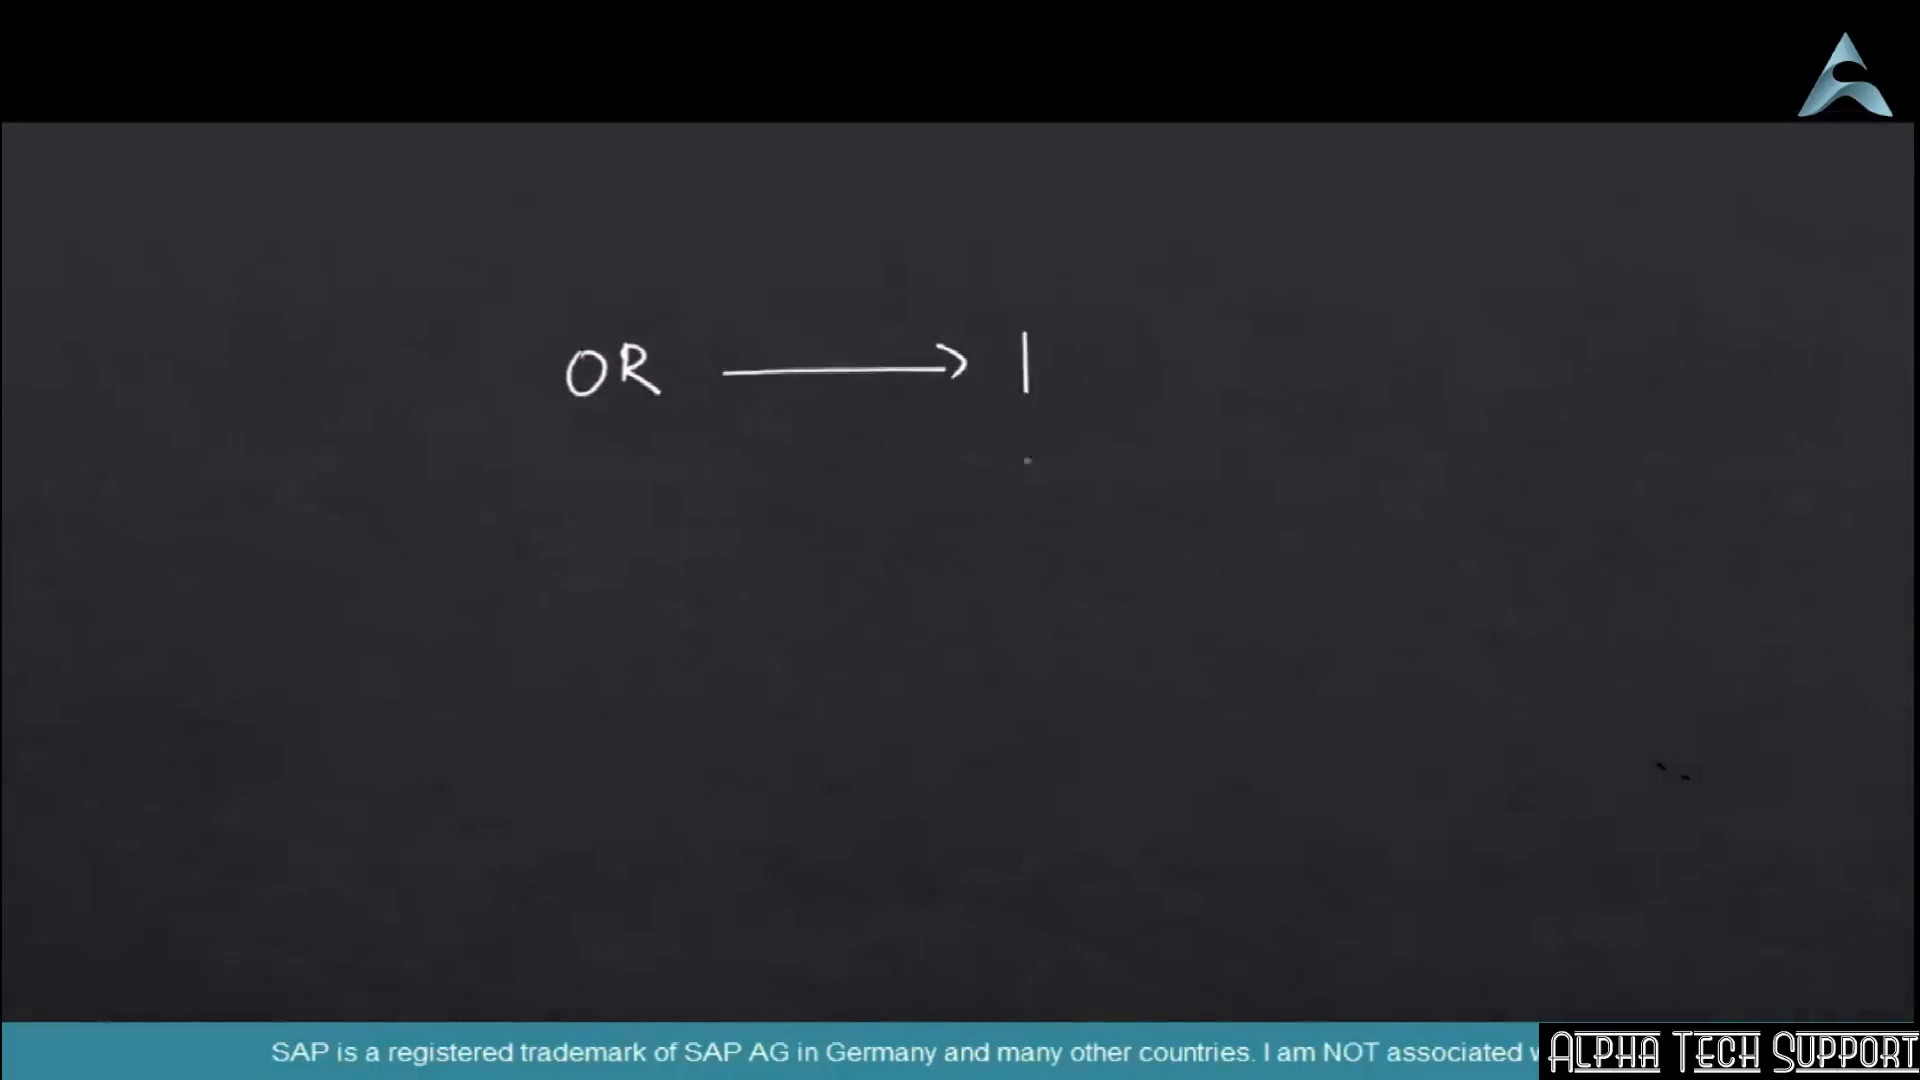 OR → 1
SAP is a registered trademark of SAP AG in Germany and many other countries. I am NOT associated
ALPHA TECH SUPPORT